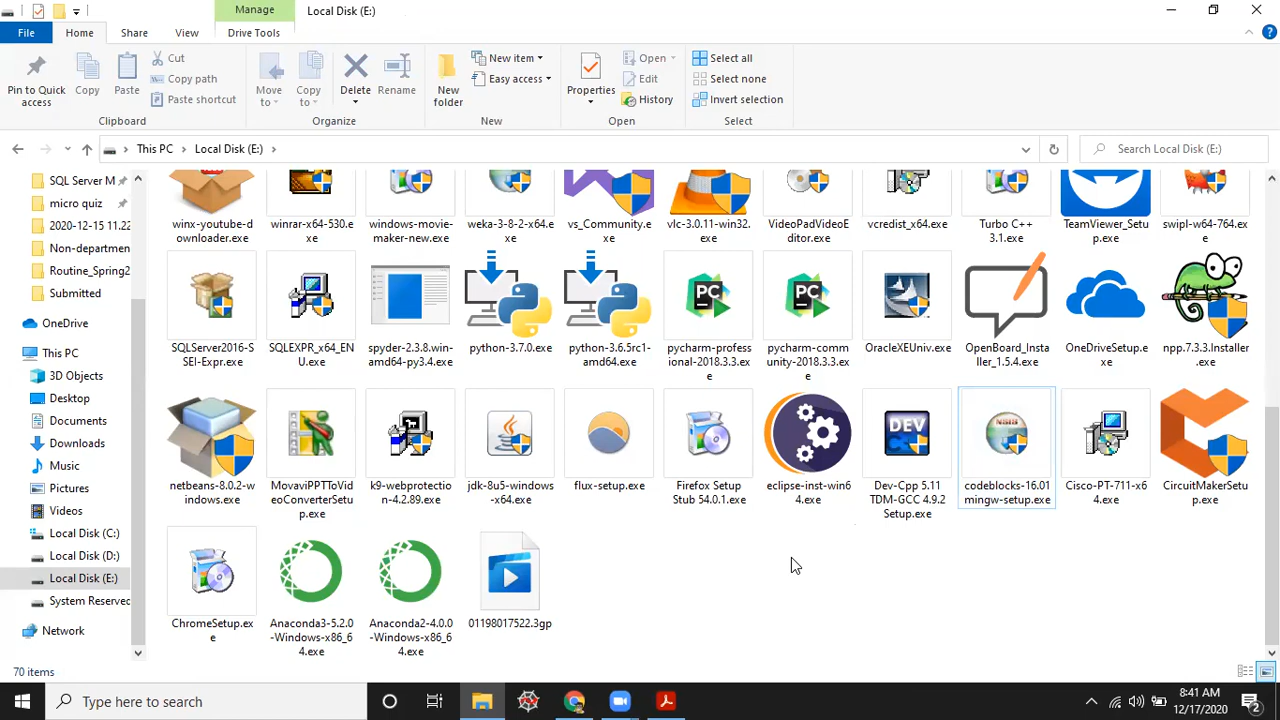 Manage
Local Disk (E:)
File
Home
Share
View
Drive Tools
Pin to Quick
access
Copy
Paste
Cut
Copy path
Paste shortcut
Clipboard
Move
to
Copy
to
Delete
Rename
Organize
New
folder
New item
Easy access
New
Properties
Open
Edit
History
Open
Select all
Select none
Invert selection
Select
This PC
Local Disk (E:)
Search Local Disk (E:)
SQL Server M
micro quiz
2020-12-15 11.22
Non-departmen
Routine_Spring2
Submitted
OneDrive
This PC
3D Objects
Desktop
Documents
Downloads
Music
Pictures
Videos
Local Disk (C:)
Local Disk (D:)
Local Disk (E:)
System Reserved
Network
winx-youtube-d
ownloader.exe
winrar-x64-530.e
xe
windows-movie-
maker-new.exe
weka-3-8-2-x64.e
xe
vs_Community.e
xe
vlc-3.0.11-win32.
exe
VideoPadVideoE
ditor.exe
vcredist_x64.exe
Turbo C++
3.1.exe
TeamViewer_Setu
p.exe
swipl-w64-764.e
xe
SQLServer2016-S
SEI-Expr.exe
SQLEXPR_x64_EN
U.exe
spyder-2.3.8.win-
amd64-py3.4.exe
python-3.7.0.exe
python-3.6.5rc1-
amd64.exe
PC
pycharm-profes
sional-2018.3.3.ex
e
PC
pycharm-comm
unity-2018.3.3.ex
e
OracleXEUniv.exe
OpenBoard_Insta
ller_1.5.4.exe
OneDriveSetup.e
xe
npp.7.3.3.Installer
.exe
netbeans-8.0.2-w
indows.exe
MovaviPPTToVid
eoConverterSetu
p.exe
k9-webprotectio
n-4.2.89.exe
jdk-8u5-windows
-x64.exe
flux-setup.exe
Firefox Setup
Stub 54.0.1.exe
eclipse-inst-win6
4.exe
DEV
Dev-Cpp 5.11
TDM-GCC 4.9.2
Setup.exe
NSIS
codeblocks-16.01
mingw-setup.exe
Cisco-PT-711-x6
4.exe
CircuitMakerSetu
p.exe
ChromeSetup.ex
e
Anaconda3-5.2.0
-Windows-x86_6
4.exe
Anaconda2-4.0.0
-Windows-x86_6
4.exe
01198017522.3gp
70 items
Type here to search
8:41 AM
12/17/2020
2